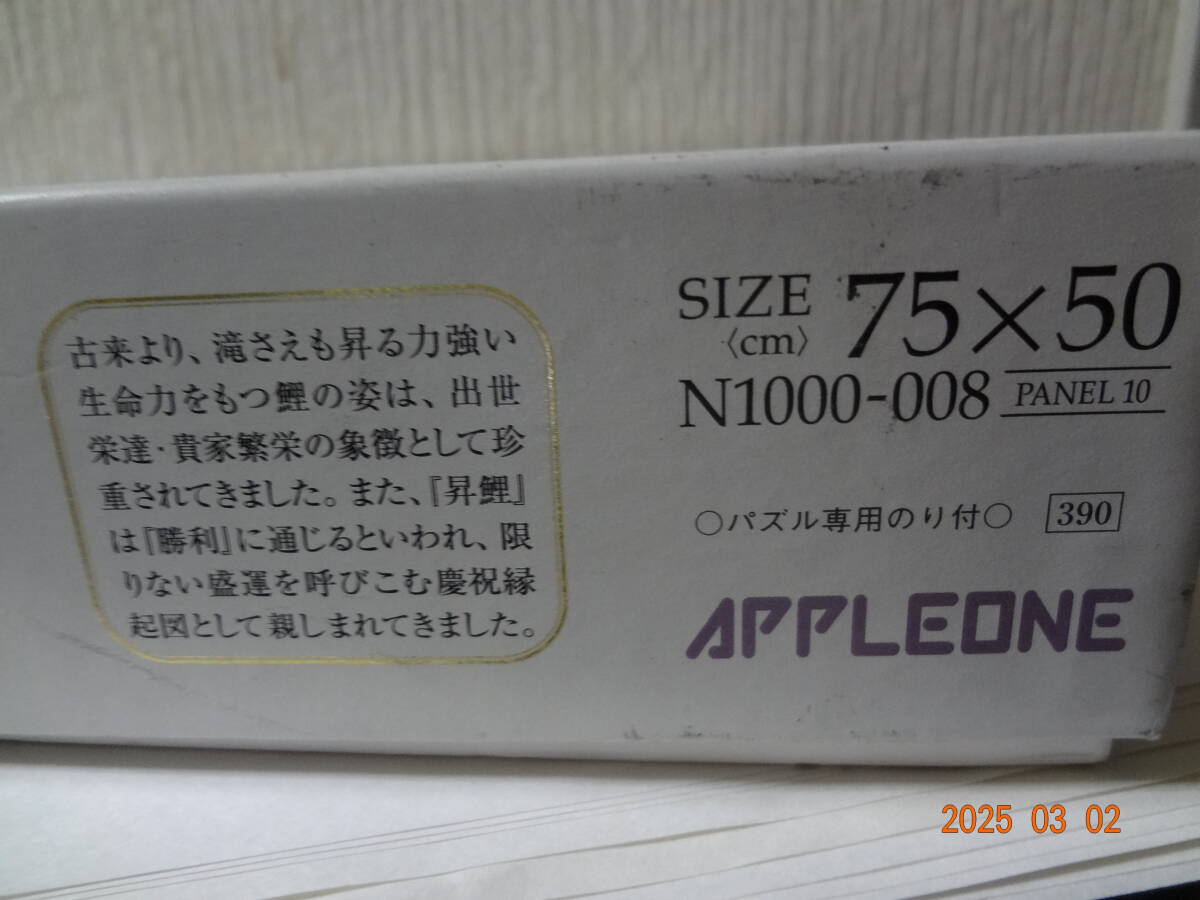 古来より、滝さえも昇る力強い
生命力をもつ鯉の姿は、出世
栄達・貴家繁栄の象徴として珍
重されてきました。また、『昇鯉』
は『勝利』に通じるといわれ、限
りない盛運を呼びこむ慶祝縁
起図として親しまれてきました。
SIZE 〈cm〉 75×50
N1000-008 PANEL 10
○パズル専用のり付○ 390
APPLEONE
2025 03 02